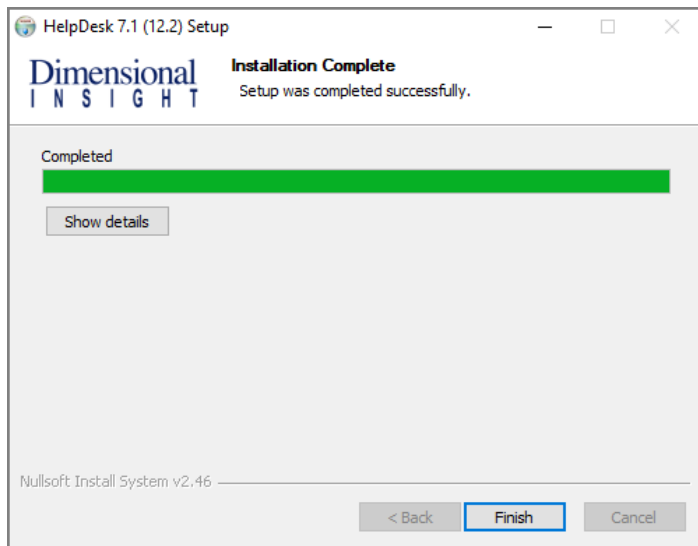 HelpDesk 7.1 (12.2) Setup
Dimensional
INSIGHT
Installation Complete
Setup was completed successfully.
Completed
Show details
Nullsoft Install System v2.46
< Back
Finish
Cancel